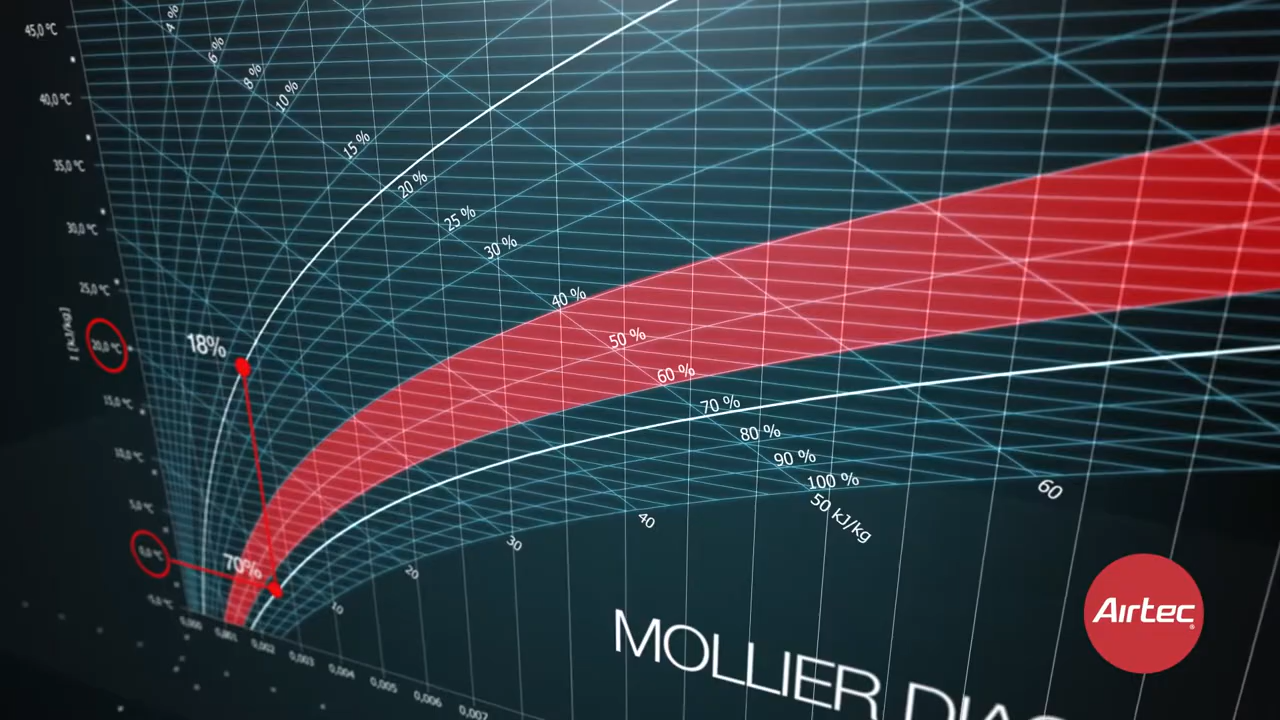 45,0 °C
40,0 °C
35,0 °C
30,0 °C
25,0 °C
I [kJ/kg]
20,0 °C
15,0 °C
10,0 °C
5,0 °C
0,0 °C
-5,0 °C
4 %
6 %
8 %
10 %
15 %
20 %
25 %
30 %
40 %
50 %
60 %
70 %
80 %
90 %
100 %
50 kJ/kg
18%
70%
10
20
30
40
60
0,000
0,001
0,002
0,003
0,004
0,005
0,006
0,007
MOLLIER DIAG
Airtec®